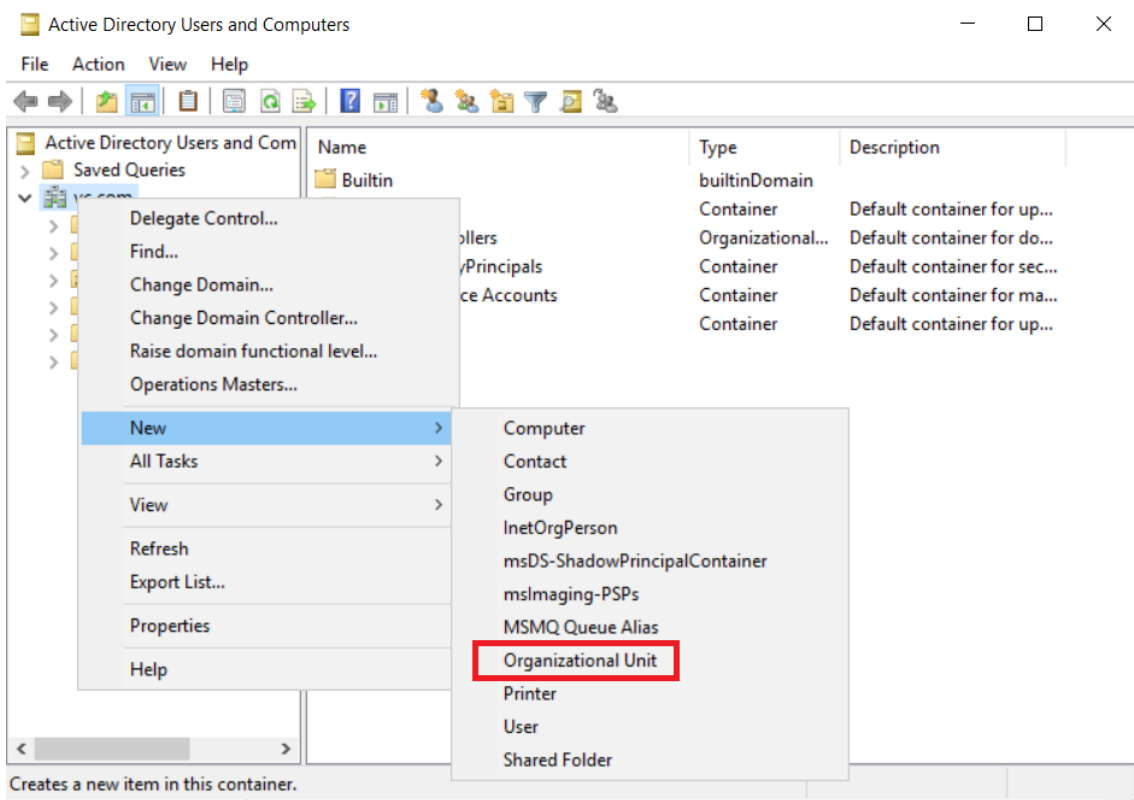 Active Directory Users and Computers
File Action View Help
Active Directory Users and Com
Saved Queries
Name Type Description
Builtin builtinDomain
Container Default container for up...
ollers Organizational... Default container for do...
yPrincipals Container Default container for sec...
ce Accounts Container Default container for ma...
Container Default container for up...
Delegate Control...
Find...
Change Domain...
Change Domain Controller...
Raise domain functional level...
Operations Masters...
New
All Tasks
View
Refresh
Export List...
Properties
Help
Computer
Contact
Group
InetOrgPerson
msDS-ShadowPrincipalContainer
msImaging-PSPs
MSMQ Queue Alias
Organizational Unit
Printer
User
Shared Folder
Creates a new item in this container.